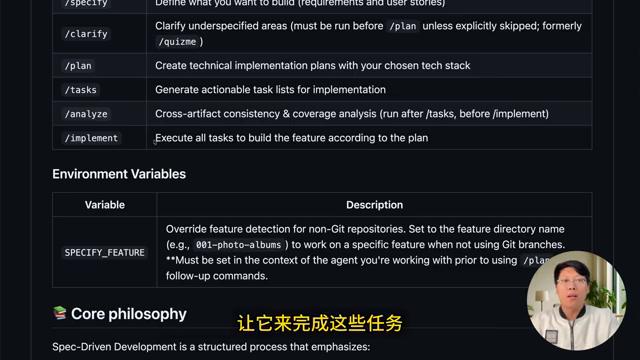 /specify Define what you want to build (requirements and user stories)
/clarify Clarify underspecified areas (must be run before /plan unless explicitly skipped; formerly
/quizme )
/plan Create technical implementation plans with your chosen tech stack
/tasks Generate actionable task lists for implementation
/analyze Cross-artifact consistency & coverage analysis (run after /tasks, before /implement)
/implement Execute all tasks to build the feature according to the plan
Environment Variables
Variable Description
SPECIFY_FEATURE Override feature detection for non-Git repositories. Set to the feature directory name
(e.g., 001-photo-albums ) to work on a specific feature when not using Git branches.
**Must be set in the context of the agent you're working with prior to using /plan
follow-up commands.
📚 Core philosophy
让它来完成这些任务
Spec-Driven Development is a structured process that emphasizes: